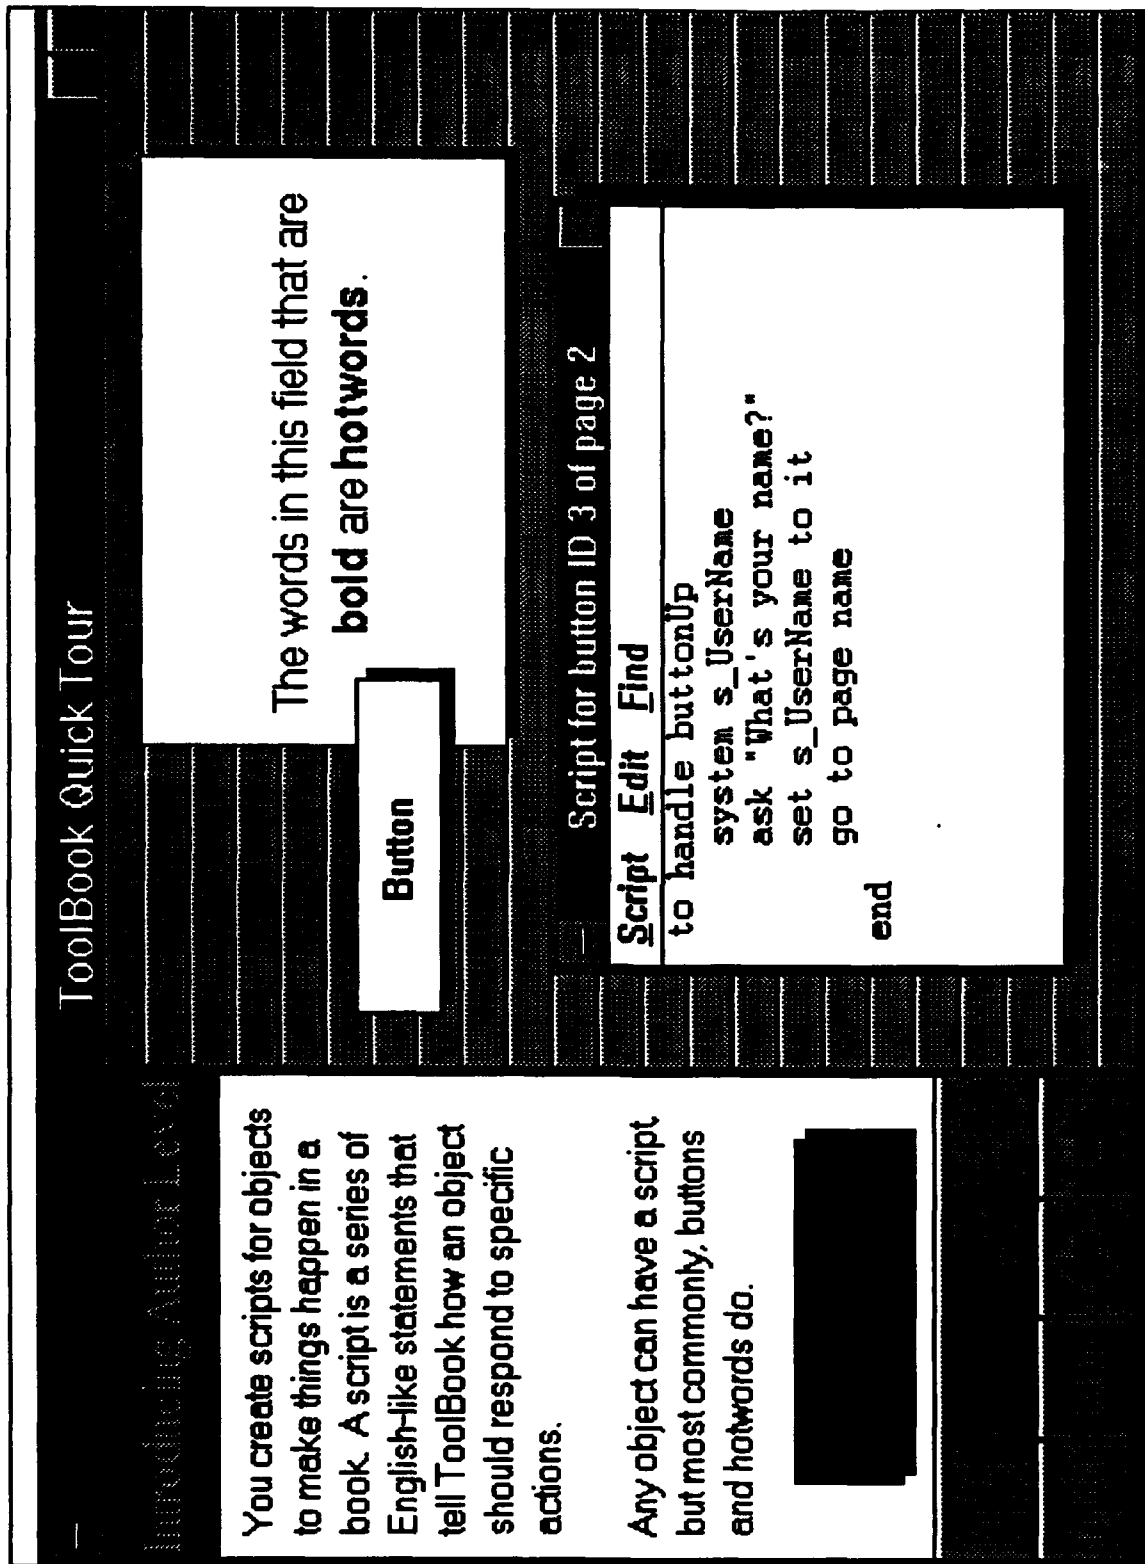 ToolBook Quick Tour
Introducing Author Level
You create scripts for objects
to make things happen in a
book. A script is a series of
English-like statements that
tell ToolBook how an object
should respond to specific
actions.
Any object can have a script
but most commonly, buttons
and hotwords do.
The words in this field that are
bold are hotwords.
Button
Script for button ID 3 of page 2
Script Edit Find
to handle buttonUp
system s_UserName
ask "What's your name?"
set s_UserName to it
go to page name
end